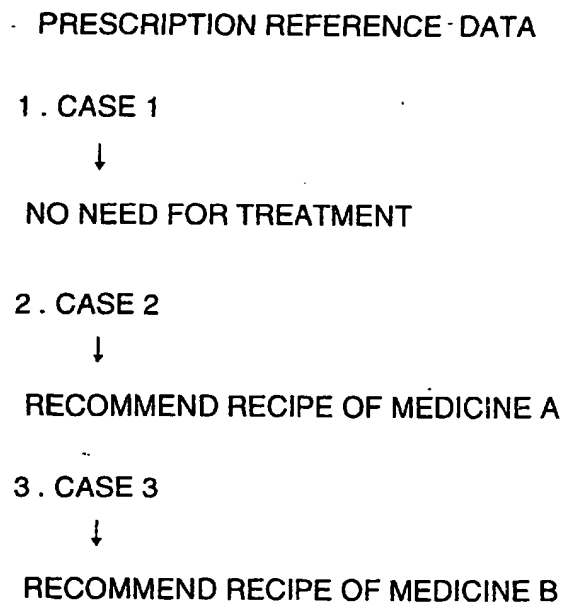 PRESCRIPTION REFERENCE DATA
1. CASE 1
↓
NO NEED FOR TREATMENT
2. CASE 2
↓
RECOMMEND RECIPE OF MEDICINE A
3. CASE 3
↓
RECOMMEND RECIPE OF MEDICINE B